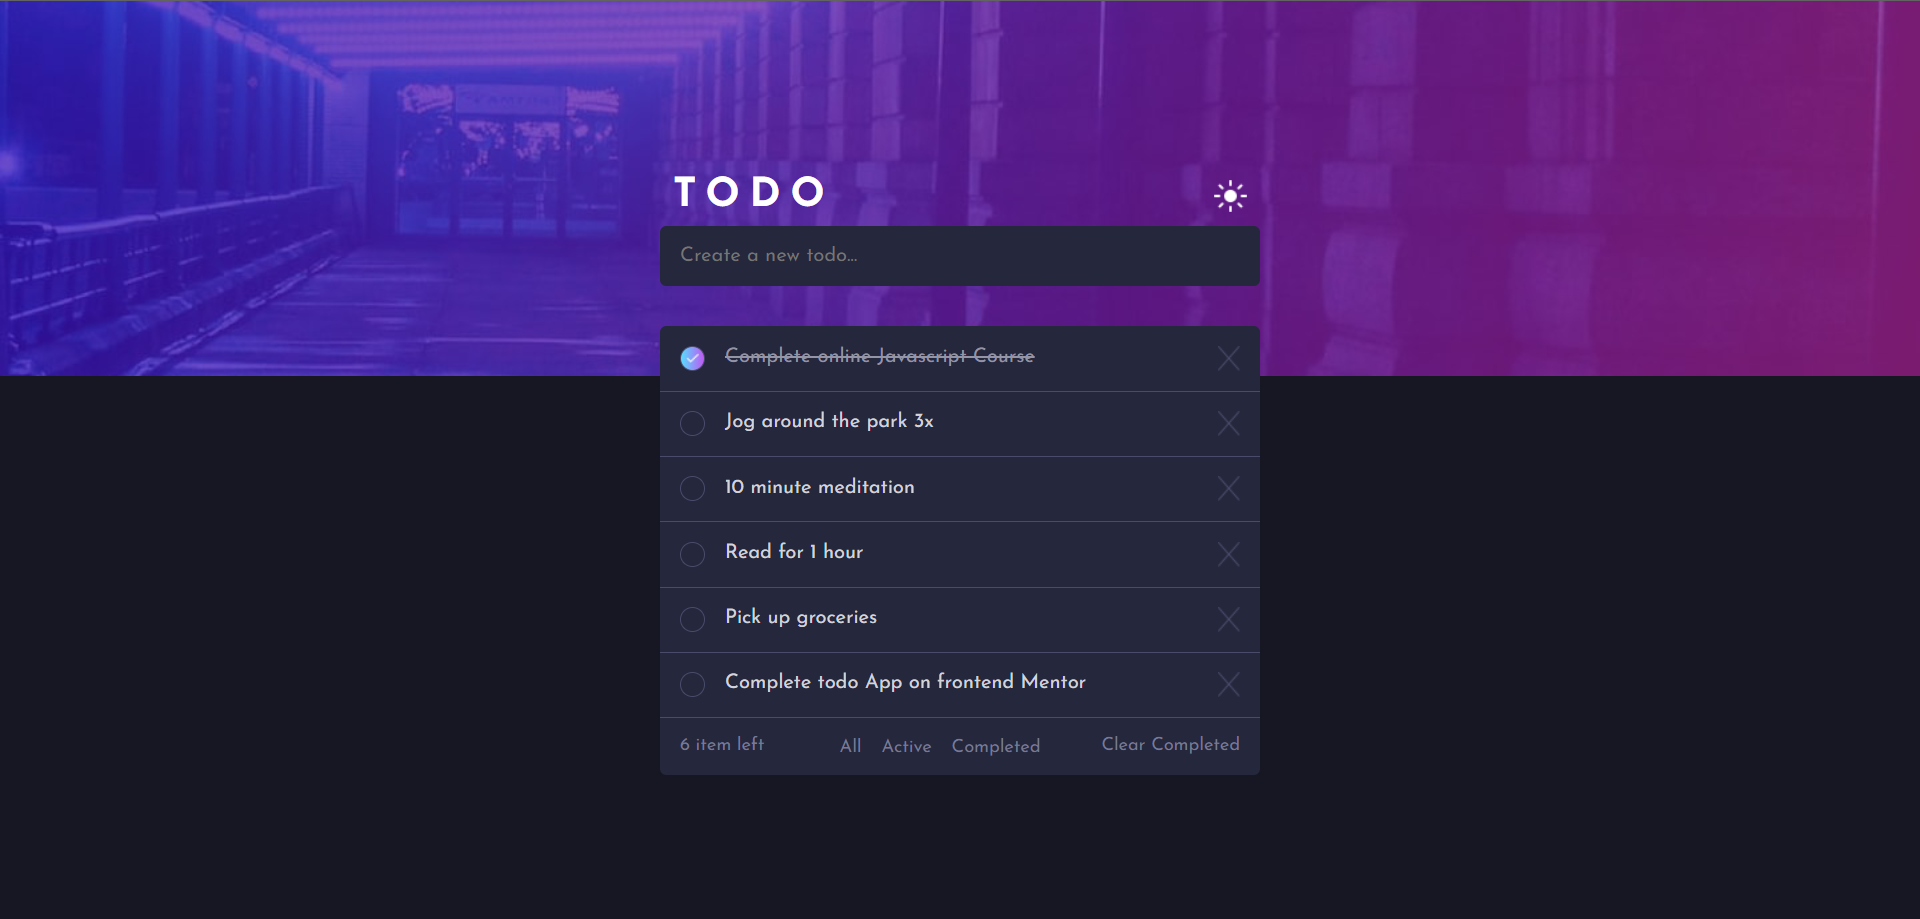 TODO
Create a new todo...
Complete online Javascript Course
Jog around the park 3x
10 minute meditation
Read for 1 hour
Pick up groceries
Complete todo App on frontend Mentor
6 item left All Active Completed Clear Completed